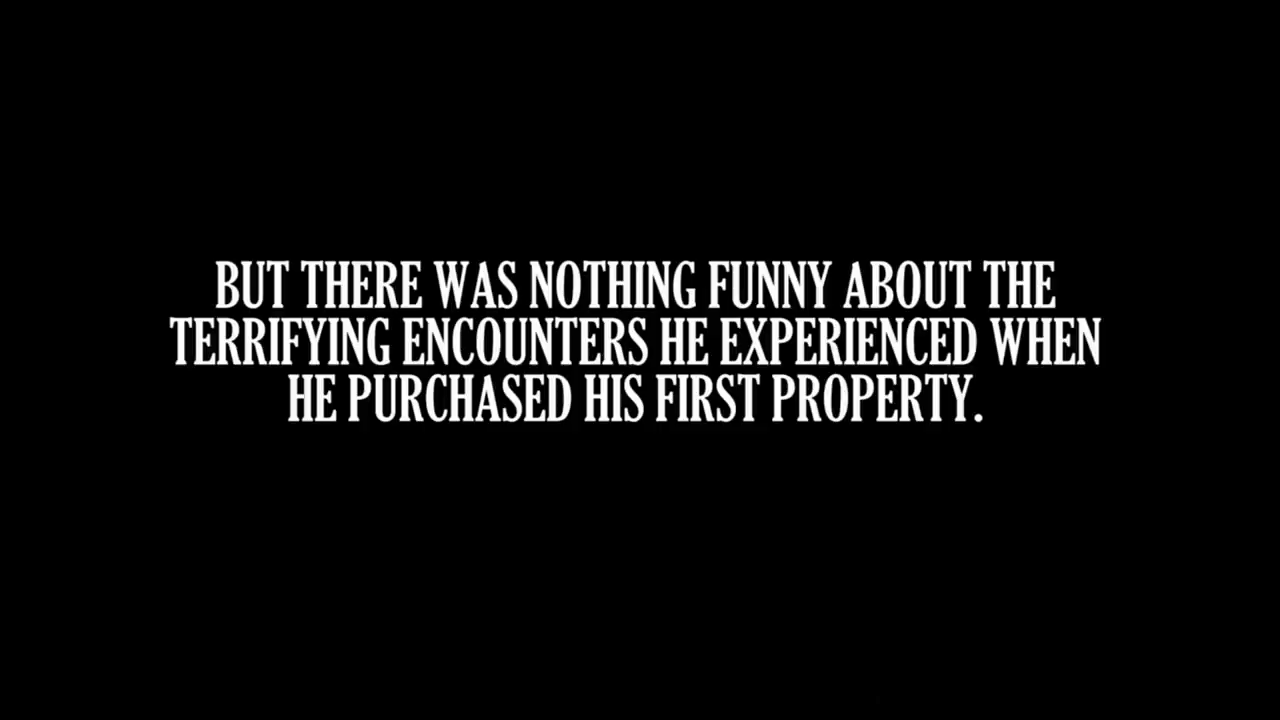 BUT THERE WAS NOTHING FUNNY ABOUT THE
TERRIFYING ENCOUNTERS HE EXPERIENCED WHEN
HE PURCHASED HIS FIRST PROPERTY.